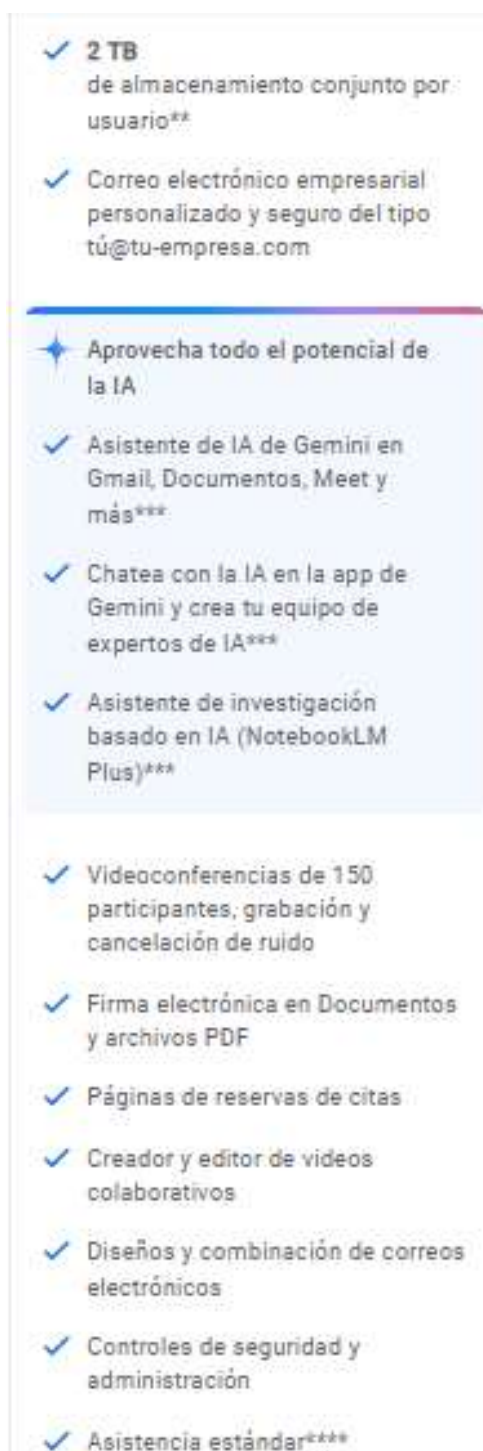 2 TB
de almacenamiento conjunto por
usuario**
Correo electrónico empresarial
personalizado y seguro del tipo
tú@tu-empresa.com
Aprovecha todo el potencial de
la IA
Asistente de IA de Gemini en
Gmail, Documentos, Meet y
más***
Chatea con la IA en la app de
Gemini y crea tu equipo de
expertos de IA***
Asistente de investigación
basado en IA (NotebookLM
Plus)***
Videoconferencias de 150
participantes, grabación y
cancelación de ruido
Firma electrónica en Documentos
y archivos PDF
Páginas de reservas de citas
Creador y editor de videos
colaborativos
Diseños y combinación de correos
electrónicos
Controles de seguridad y
administración
Asistencia estándar****